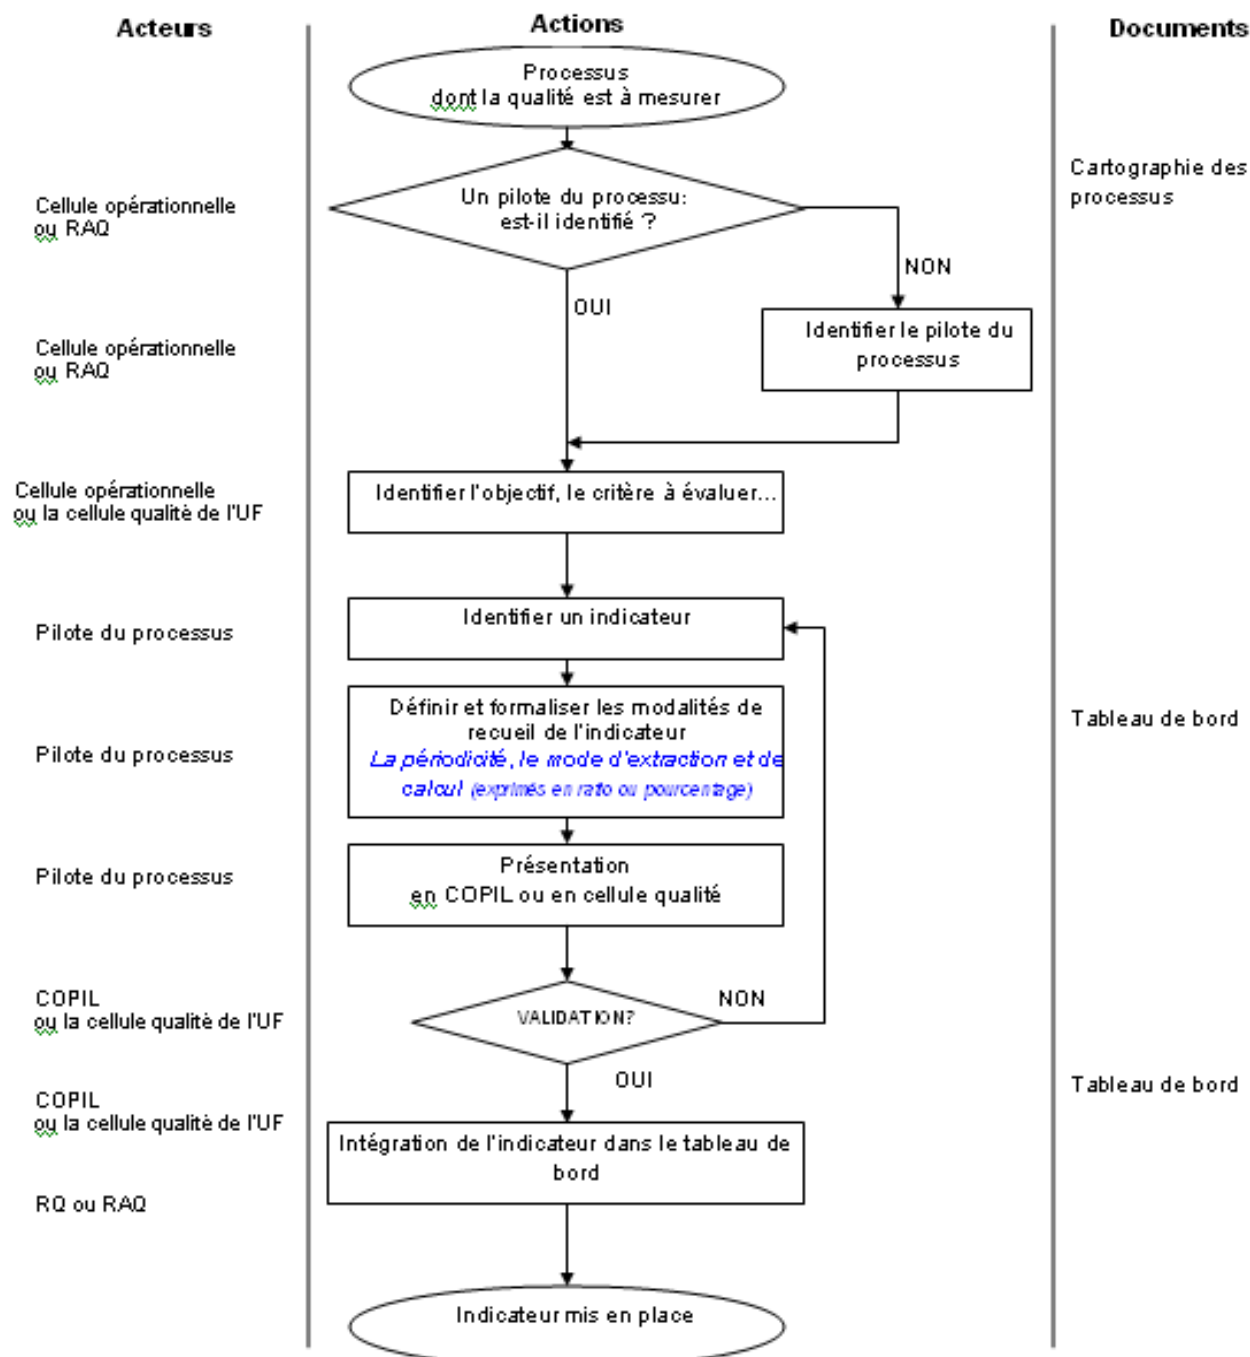 Acteurs
Actions
Documents
Processus
dont la qualité est à mesurer
Cartographie des
processus
Cellule opérationnelle
ou RAQ
Un pilote du processu:
est-il identifié ?
NON
OUI
Cellule opérationnelle
ou RAQ
Identifier le pilote du
processus
Cellule opérationnelle
ou la cellule qualité de l'UF
Identifier l'objectif, le critère à évaluer...
Pilote du processus
Identifier un indicateur
Pilote du processus
Définir et formaliser les modalités de
recueil de l'indicateur
La périodicité, le mode d'extraction et de
calcul (exprimés en ratio ou pourcentage)
Tableau de bord
Pilote du processus
Présentation
en COPIL ou en cellule qualité
COPIL
ou la cellule qualité de l'UF
VALIDATION?
NON
OUI
Tableau de bord
COPIL
ou la cellule qualité de l'UF
Intégration de l'indicateur dans le tableau de
bord
RQ ou RAQ
Indicateur mis en place